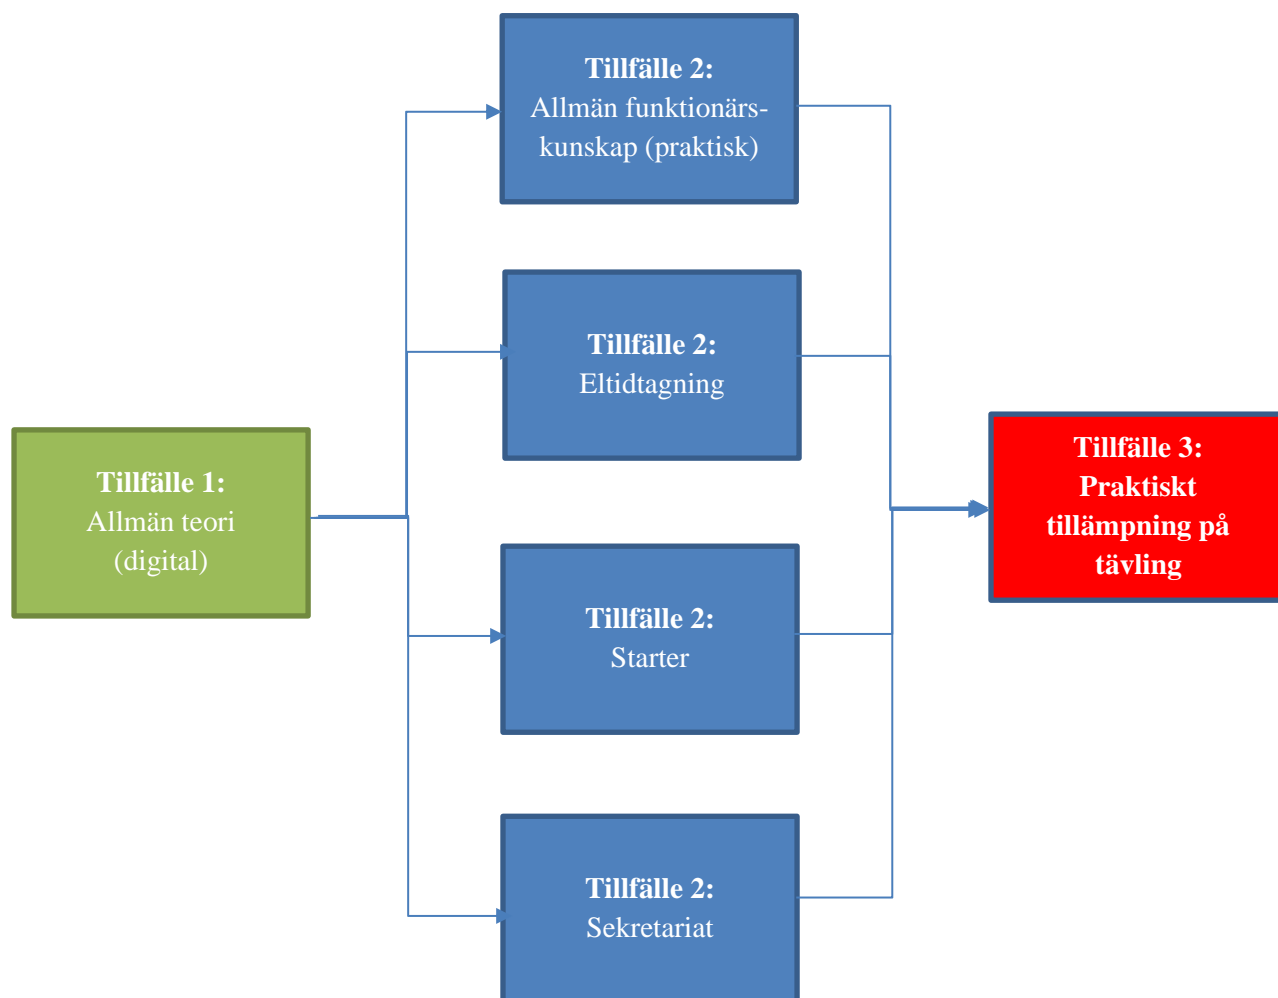 Tillfälle 2:
Allmän funktionärs-
kunskap (praktisk)
Tillfälle 2:
Eltidtagning
Tillfälle 1:
Allmän teori
(digital)
Tillfälle 3:
Praktiskt
tillämpning på
tävling
Tillfälle 2:
Starter
Tillfälle 2:
Sekretariat